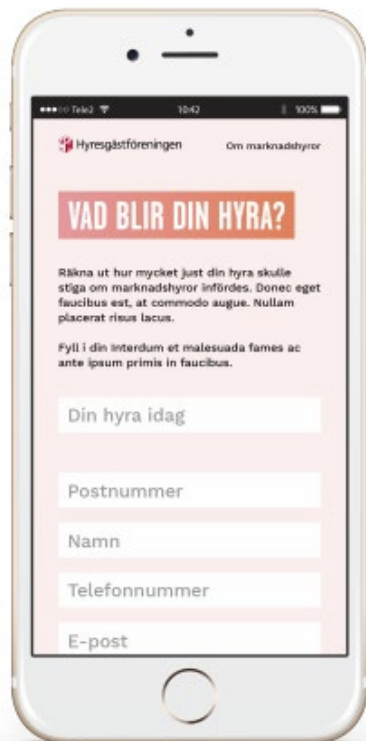 Tele2 10:42 100%
Hyresgästföreningen Om marknadshyror
VAD BLIR DIN HYRA?
Räkna ut hur mycket just din hyra skulle
stiga om marknadshyror infördes. Donec eget
faucibus est, at commodo augue. Nullam
placerat risus lacus.
Fyll i din Interdum et malesuada fames ac
ante ipsum primis in faucibus.
Din hyra idag
Postnummer
Namn
Telefonnummer
E-post